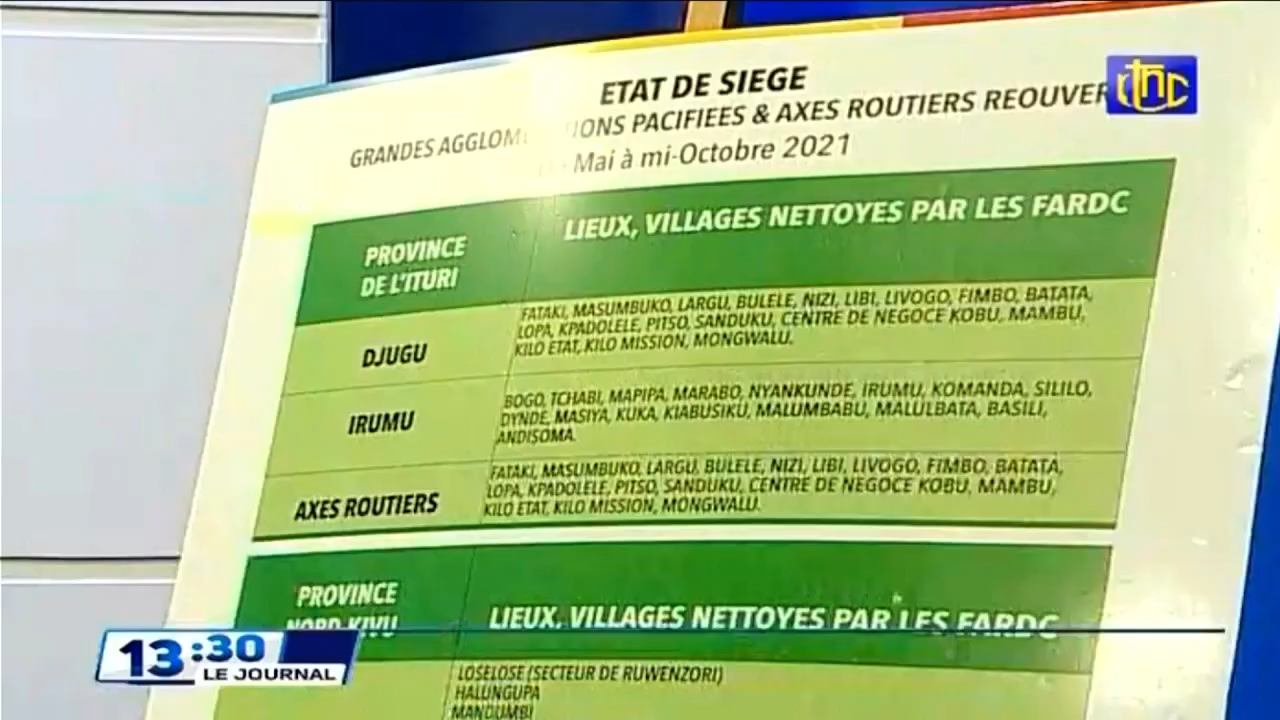 ETAT DE SIEGE
GRANDES AGGLOM IONS PACIFIEES & AXES ROUTIERS REOUVER
Mai à mi-Octobre 2021
rtnc
PROVINCE
DE L'ITURI
LIEUX, VILLAGES NETTOYES PAR LES FARDC
DJUGU
FATAKI, MASUMBUKO, LARGU, BULELE, NIZI, LIBI, LIVOGO, FIMBO, BATATA,
LOPA, KPADOLELE, PITSO, SANDUKU, CENTRE DE NEGOCE KOBU, MAMBU,
KILO ETAT, KILO MISSION, MONGWALU.
IRUMU
BOGO, TCHABI, MAPIPA, MARABO, NYANKUNDE, IRUMU, KOMANDA, SILILO,
DYNDE, MASIYA, KUKA, KIABUSIKU, MALUMBABU, MALULBATA, BASILI,
ANDISOMA.
AXES ROUTIERS
FATAKI, MASUMBUKO, LARGU, BULELE, NIZI, LIBI, LIVOGO, FIMBO, BATATA,
LOPA, KPADOLELE, PITSO, SANDUKU, CENTRE DE NEGOCE KOBU, MAMBU,
KILO ETAT, KILO MISSION, MONGWALU.
PROVINCE
NORD-KIVU
LIEUX, VILLAGES NETTOYES PAR LES FARDC
LOSELOSE (SECTEUR DE RUWENZORI)
HALUNGUPA
MANDUMBI
13:30
LE JOURNAL